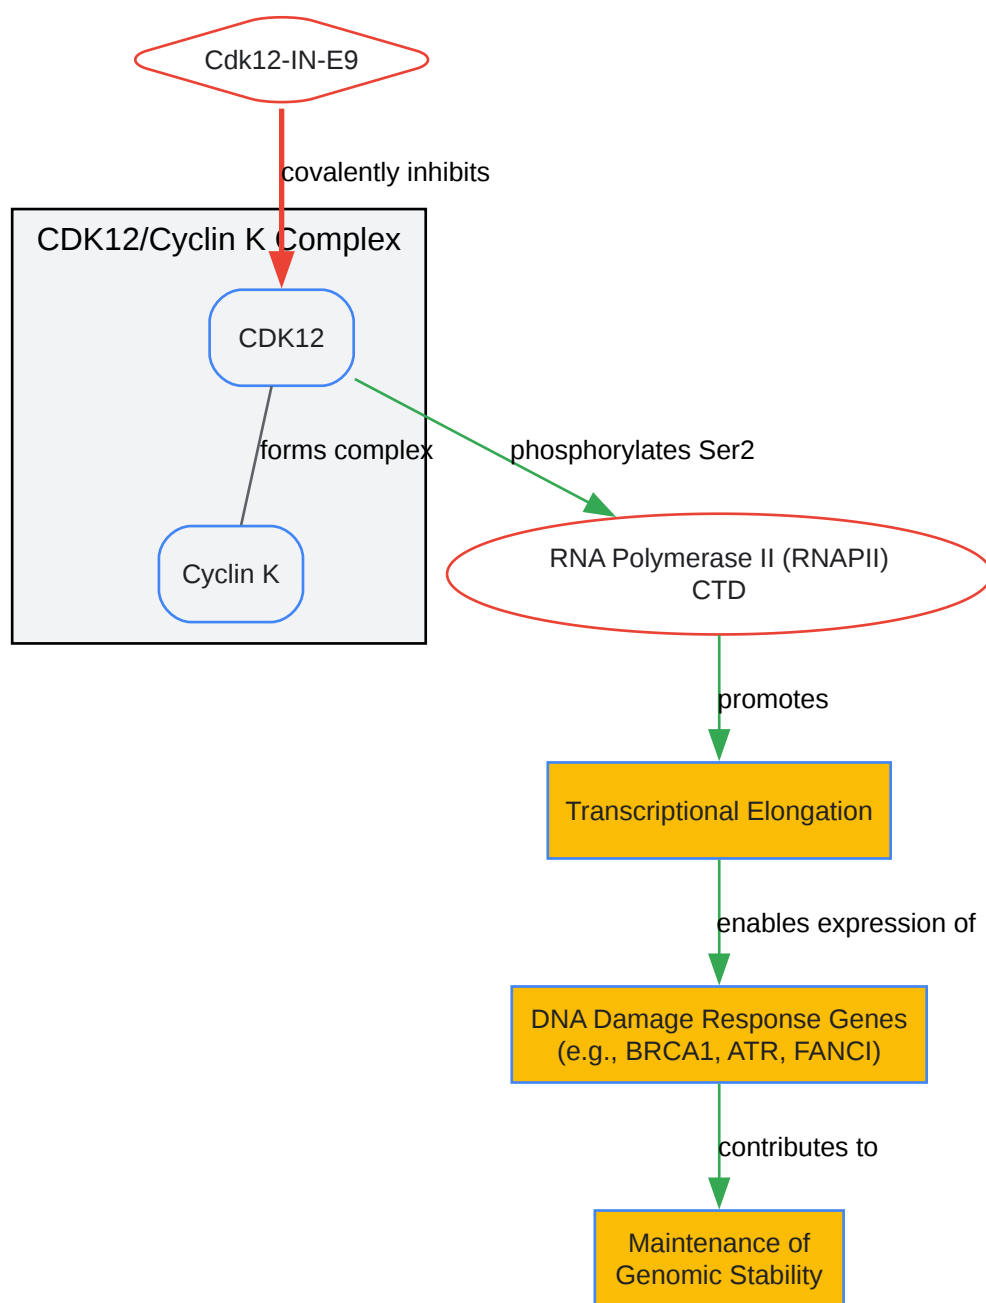 Cdk12-IN-E9
covalently inhibits
CDK12/Cyclin K Complex
CDK12
forms complex
phosphorylates Ser2
Cyclin K
RNA Polymerase II (RNAPII)
CTD
promotes
Transcriptional Elongation
enables expression of
DNA Damage Response Genes
(e.g., BRCA1, ATR, FANCI)
contributes to
Maintenance of
Genomic Stability